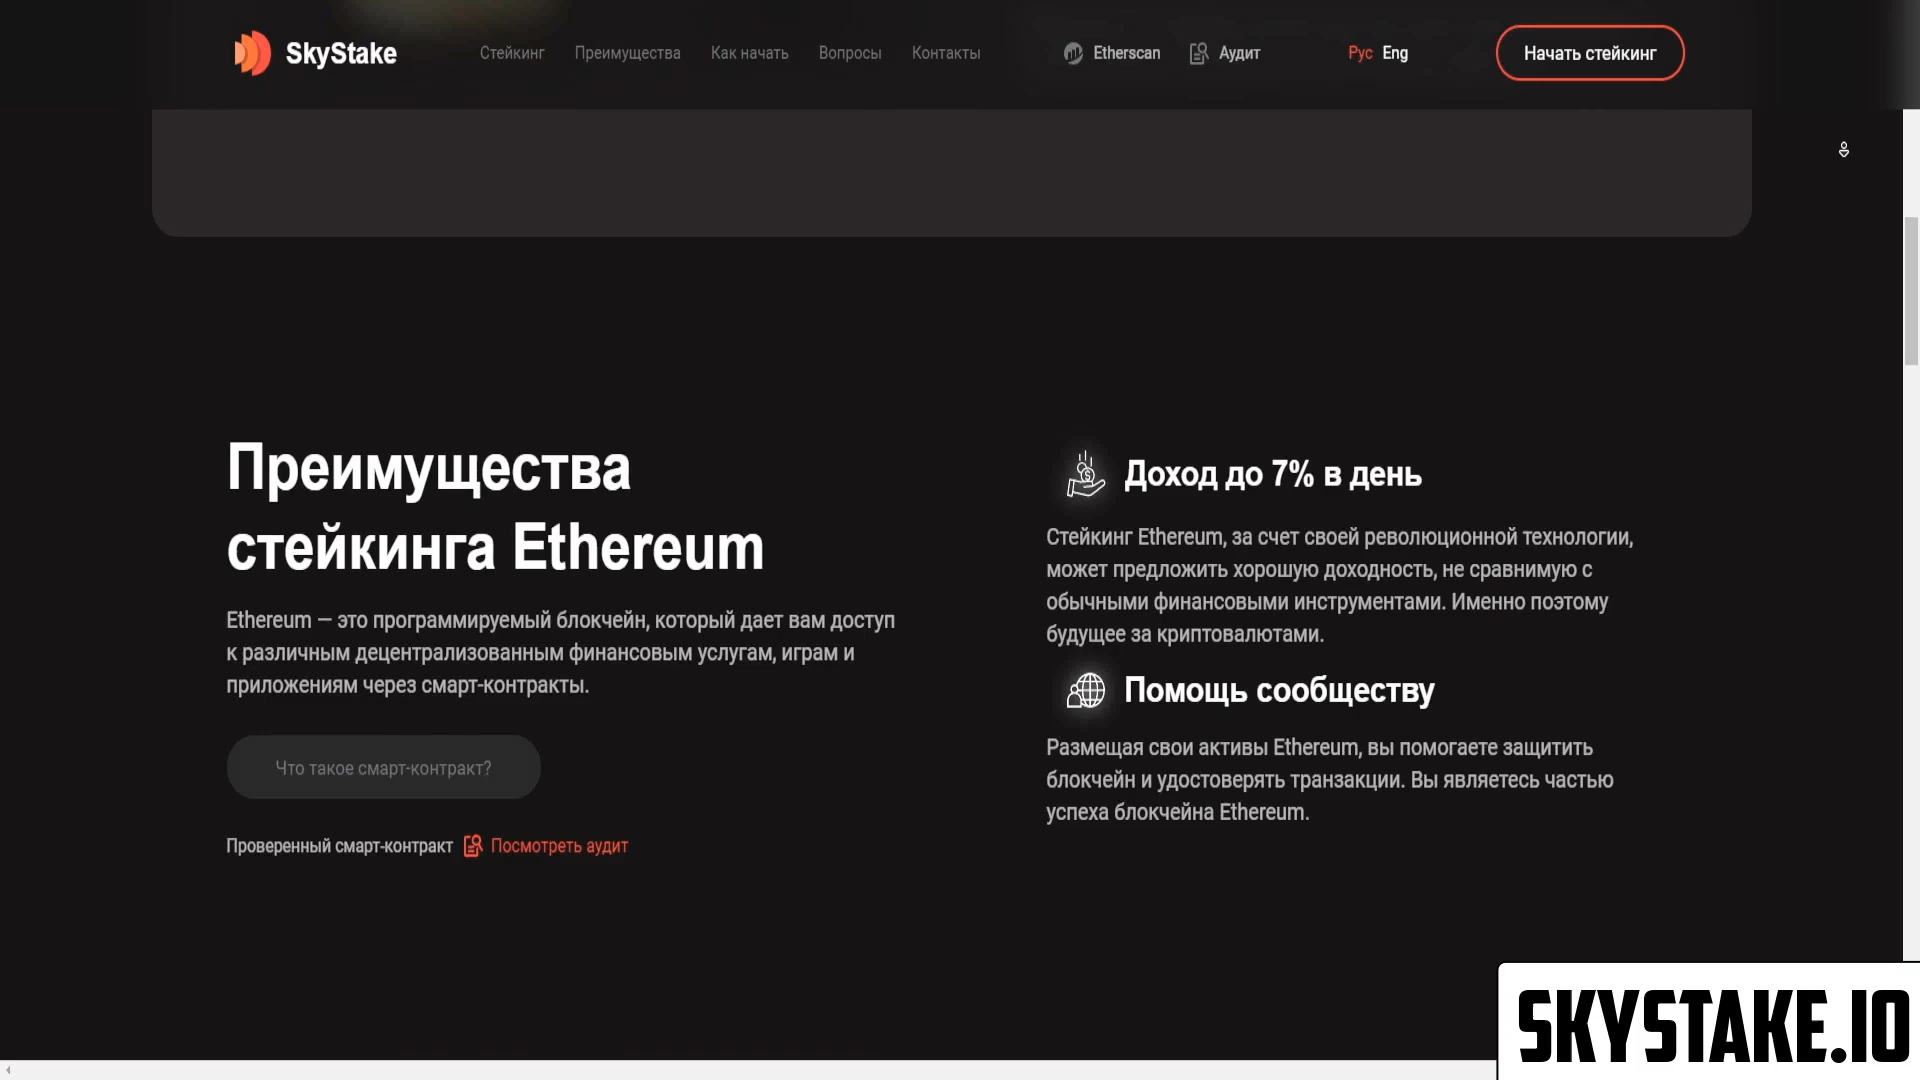 SkyStake
Стейкинг
Преимущества
Как начать
Вопросы
Контакты
Etherscan
Аудит
Рус Eng
Начать стейкинг
Преимущества
стейкинга Ethereum
Ethereum — это программируемый блокчейн, который дает вам доступ
к различным децентрализованным финансовым услугам, играм и
приложениям через смарт-контракты.
Что такое смарт-контракт?
Проверенный смарт-контракт Посмотреть аудит
Доход до 7% в день
Стейкинг Ethereum, за счет своей революционной технологии,
может предложить хорошую доходность, не сравнимую с
обычными финансовыми инструментами. Именно поэтому
будущее за криптовалютами.
Помощь сообществу
Размещая свои активы Ethereum, вы помогаете защитить
блокчейн и удостоверять транзакции. Вы являетесь частью
успеха блокчейна Ethereum.
SKYSTAKE.IO